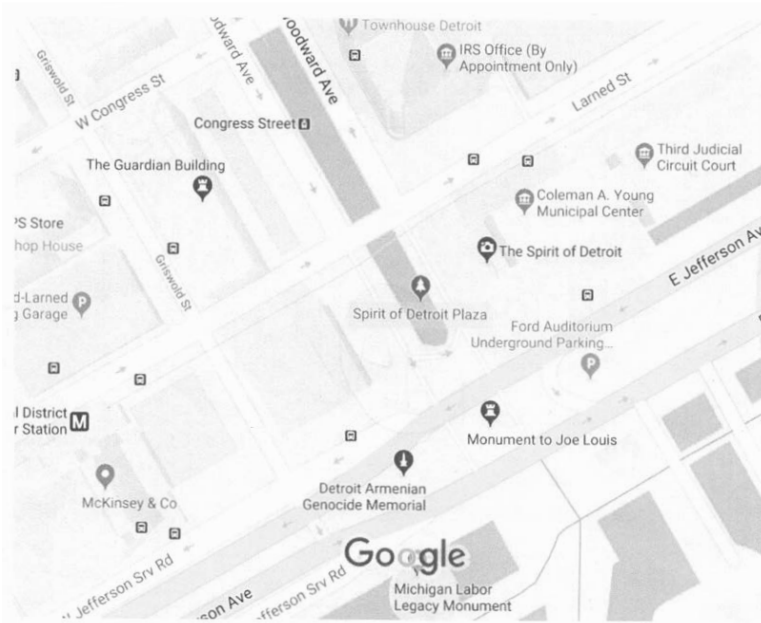 Townhouse Detroit
Griswold St
oodward Ave
oodward Ave
IRS Office (By
Appointment Only)
W Congress St
Larned St
Congress Street
Third Judicial
Circuit Court
The Guardian Building
Coleman A. Young
Municipal Center
PS Store
hop House
The Spirit of Detroit
E Jefferson Av
Griswold St
d-Larned
g Garage
P
Spirit of Detroit Plaza
Ford Auditorium
Underground Parking...
P
l District
r Station
M
Monument to Joe Louis
McKinsey & Co
Detroit Armenian
Genocide Memorial
Google
Jefferson Srv Rd
son Ave
efferson Srv Rd
Michigan Labor
Legacy Monument